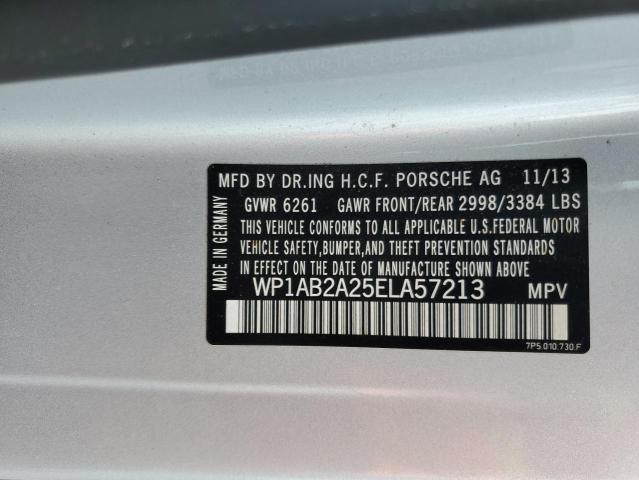 MFD BY DR.ING H.C.F. PORSCHE AG 11/13
GVWR 6261 GAWR FRONT/REAR 2998/3384 LBS
THIS VEHICLE CONFORMS TO ALL APPLICABLE U.S.FEDERAL MOTOR
VEHICLE SAFETY,BUMPER,AND THEFT PREVENTION STANDARDS
IN EFFECT ON THE DATE OF MANUFACTURE SHOWN ABOVE
WP1AB2A25ELA57213 MPV
MADE IN GERMANY
7P5.010.730.F